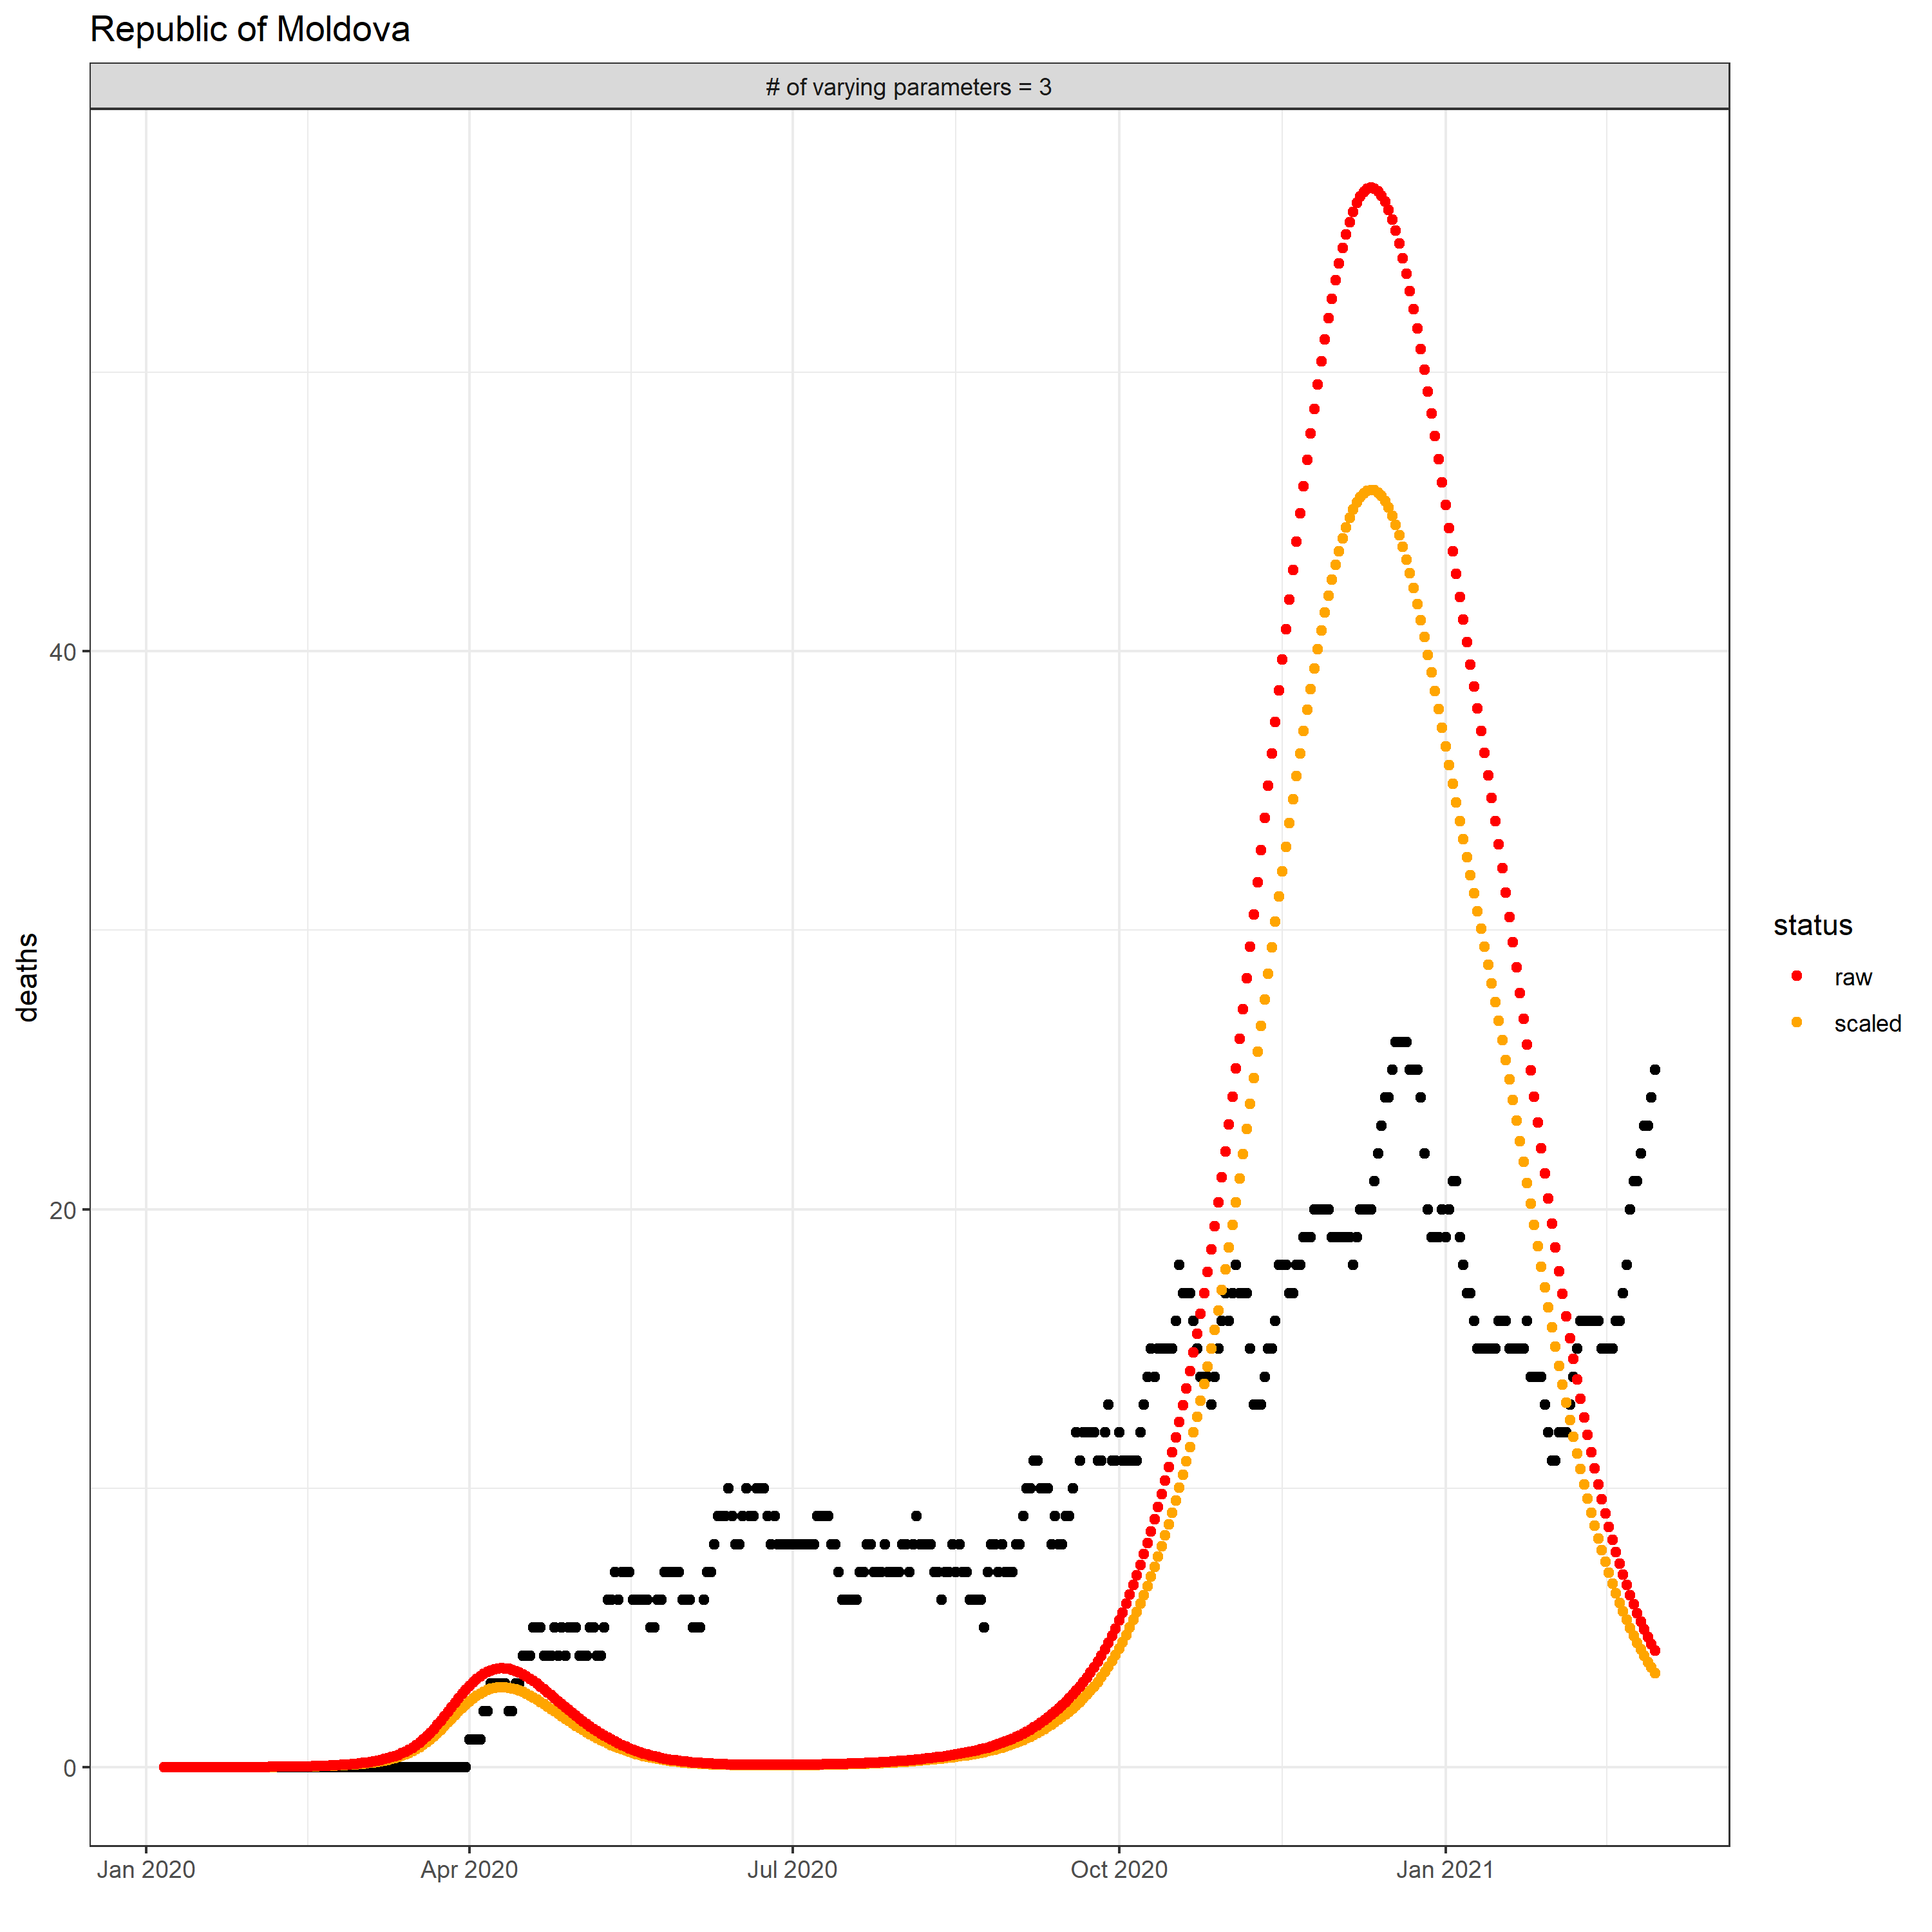 Republic of Moldova
# of varying parameters = 3
deaths
40
20
0
Jan 2020 Apr 2020 Jul 2020 Oct 2020 Jan 2021
status
raw
scaled